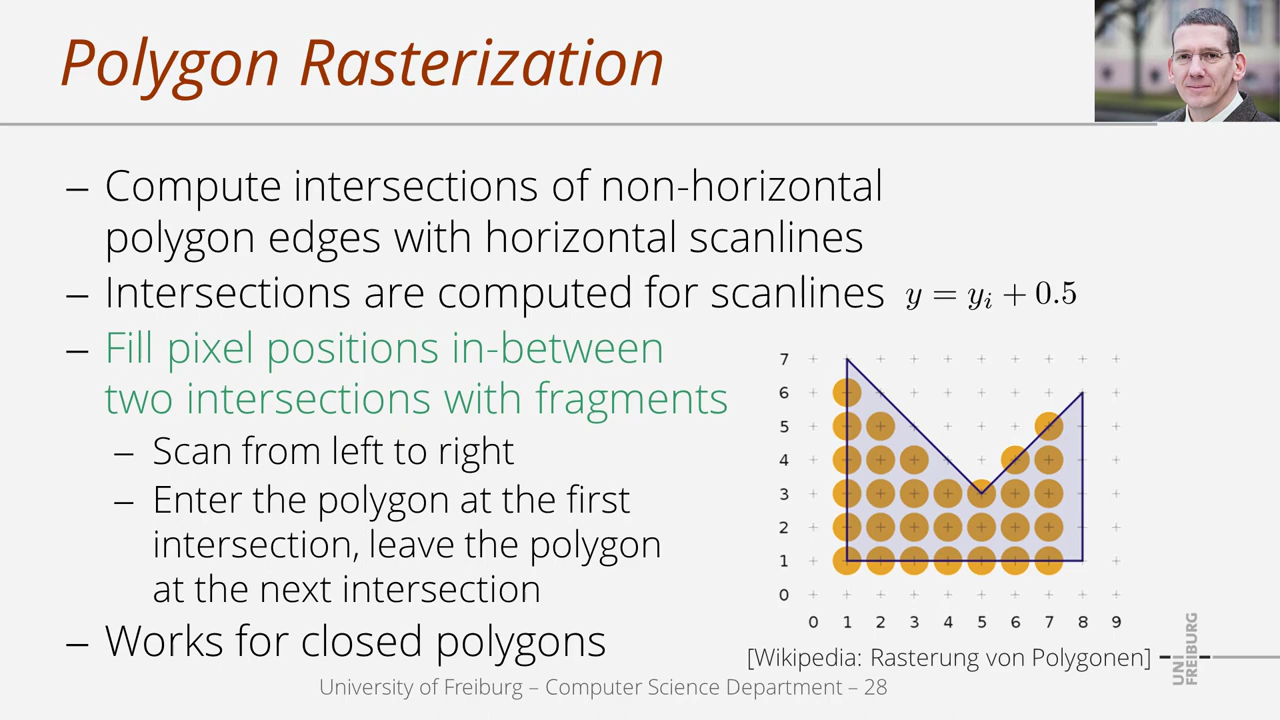 Polygon Rasterization
– Compute intersections of non-horizontal
polygon edges with horizontal scanlines
– Intersections are computed for scanlines y = yᵢ + 0.5
– Fill pixel positions in-between
two intersections with fragments
– Scan from left to right
– Enter the polygon at the first
intersection, leave the polygon
at the next intersection
– Works for closed polygons
7
6
5
4
3
2
1
0
0 1 2 3 4 5 6 7 8 9
[Wikipedia: Rasterung von Polygonen]
University of Freiburg – Computer Science Department – 28
UNI
FREIBURG